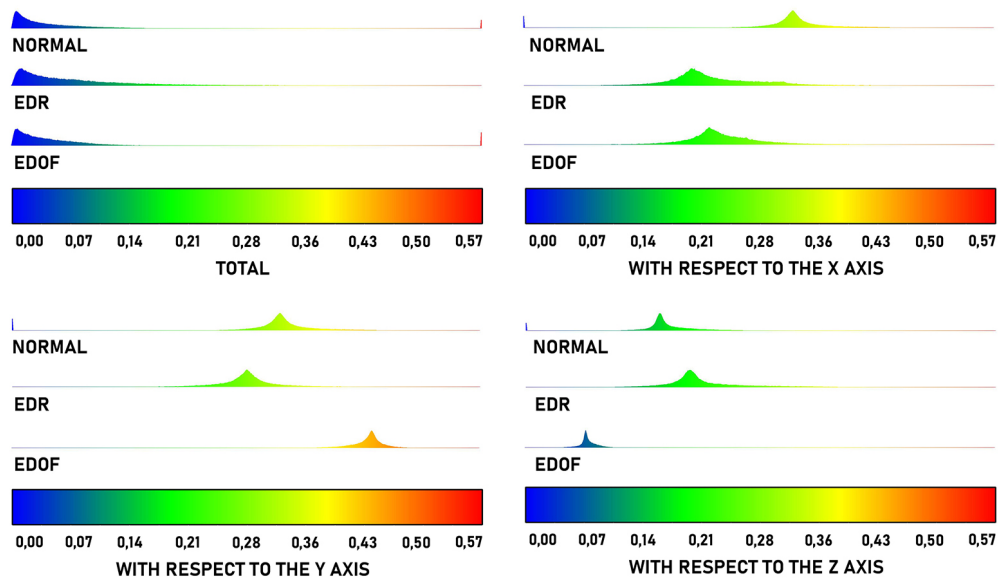 NORMAL
EDR
EDOF
0,00 0,07 0,14 0,21 0,28 0,36 0,43 0,50 0,57
TOTAL
NORMAL
EDR
EDOF
0,00 0,07 0,14 0,21 0,28 0,36 0,43 0,50 0,57
WITH RESPECT TO THE X AXIS
NORMAL
EDR
EDOF
0,00 0,07 0,14 0,21 0,28 0,36 0,43 0,50 0,57
WITH RESPECT TO THE Y AXIS
NORMAL
EDR
EDOF
0,00 0,07 0,14 0,21 0,28 0,36 0,43 0,50 0,57
WITH RESPECT TO THE Z AXIS